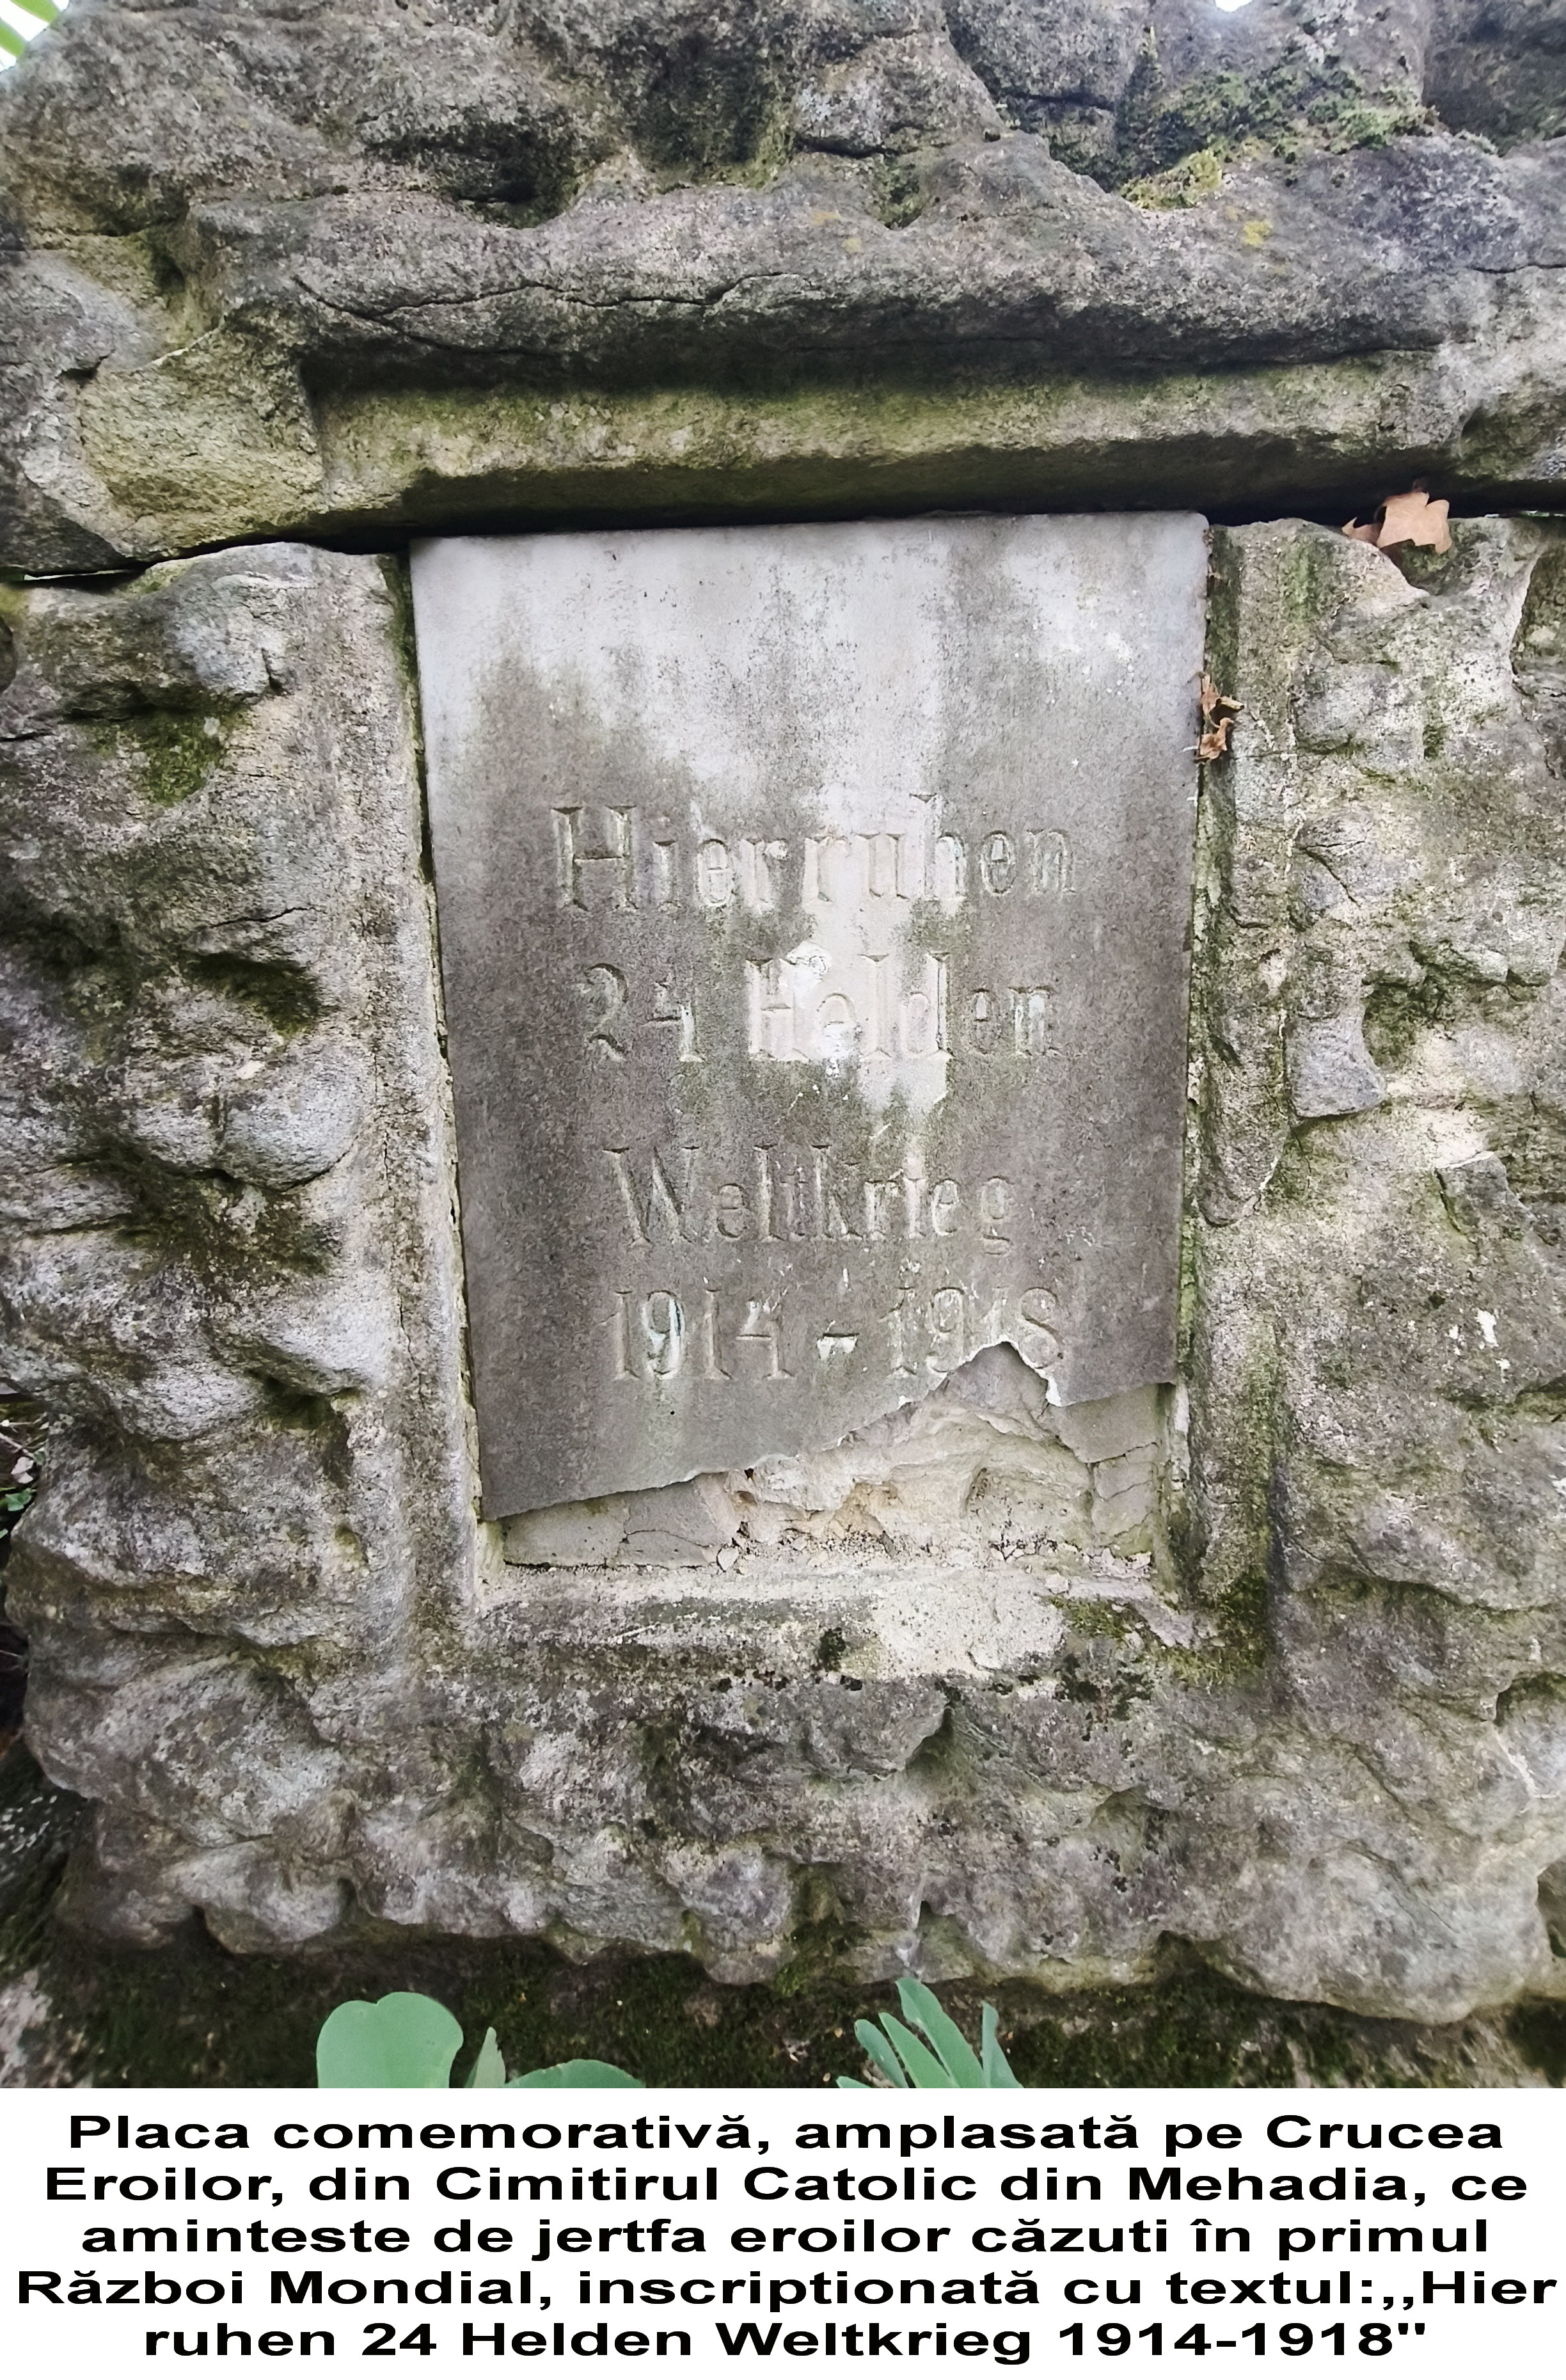 Hier ruhen
24 Helden
Weltkrieg
1914 - 1918
Placa comemorativă, amplasată pe Crucea
Eroilor, din Cimitirul Catolic din Mehadia, ce
aminteste de jertfa eroilor căzuti în primul
Război Mondial, inscriptionată cu textul:,,Hier
ruhen 24 Helden Weltkrieg 1914-1918"